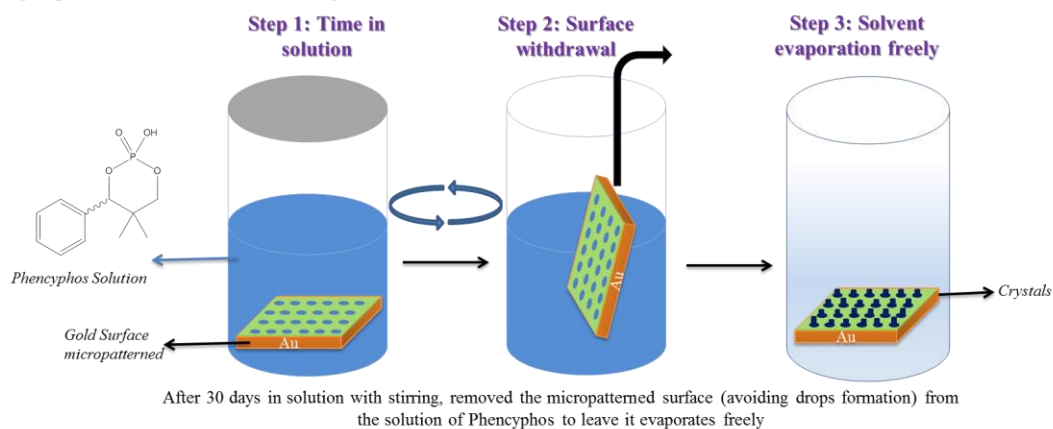 Step 1: Time in
solution
Step 2: Surface
withdrawal
Step 3: Solvent
evaporation freely
O
OH
P
O
O
Phencyphos Solution
Gold Surface
micropatterned
Au
Au
Au
Crystals
After 30 days in solution with stirring, removed the micropatterned surface (avoiding drops formation) from
the solution of Phencyphos to leave it evaporates freely